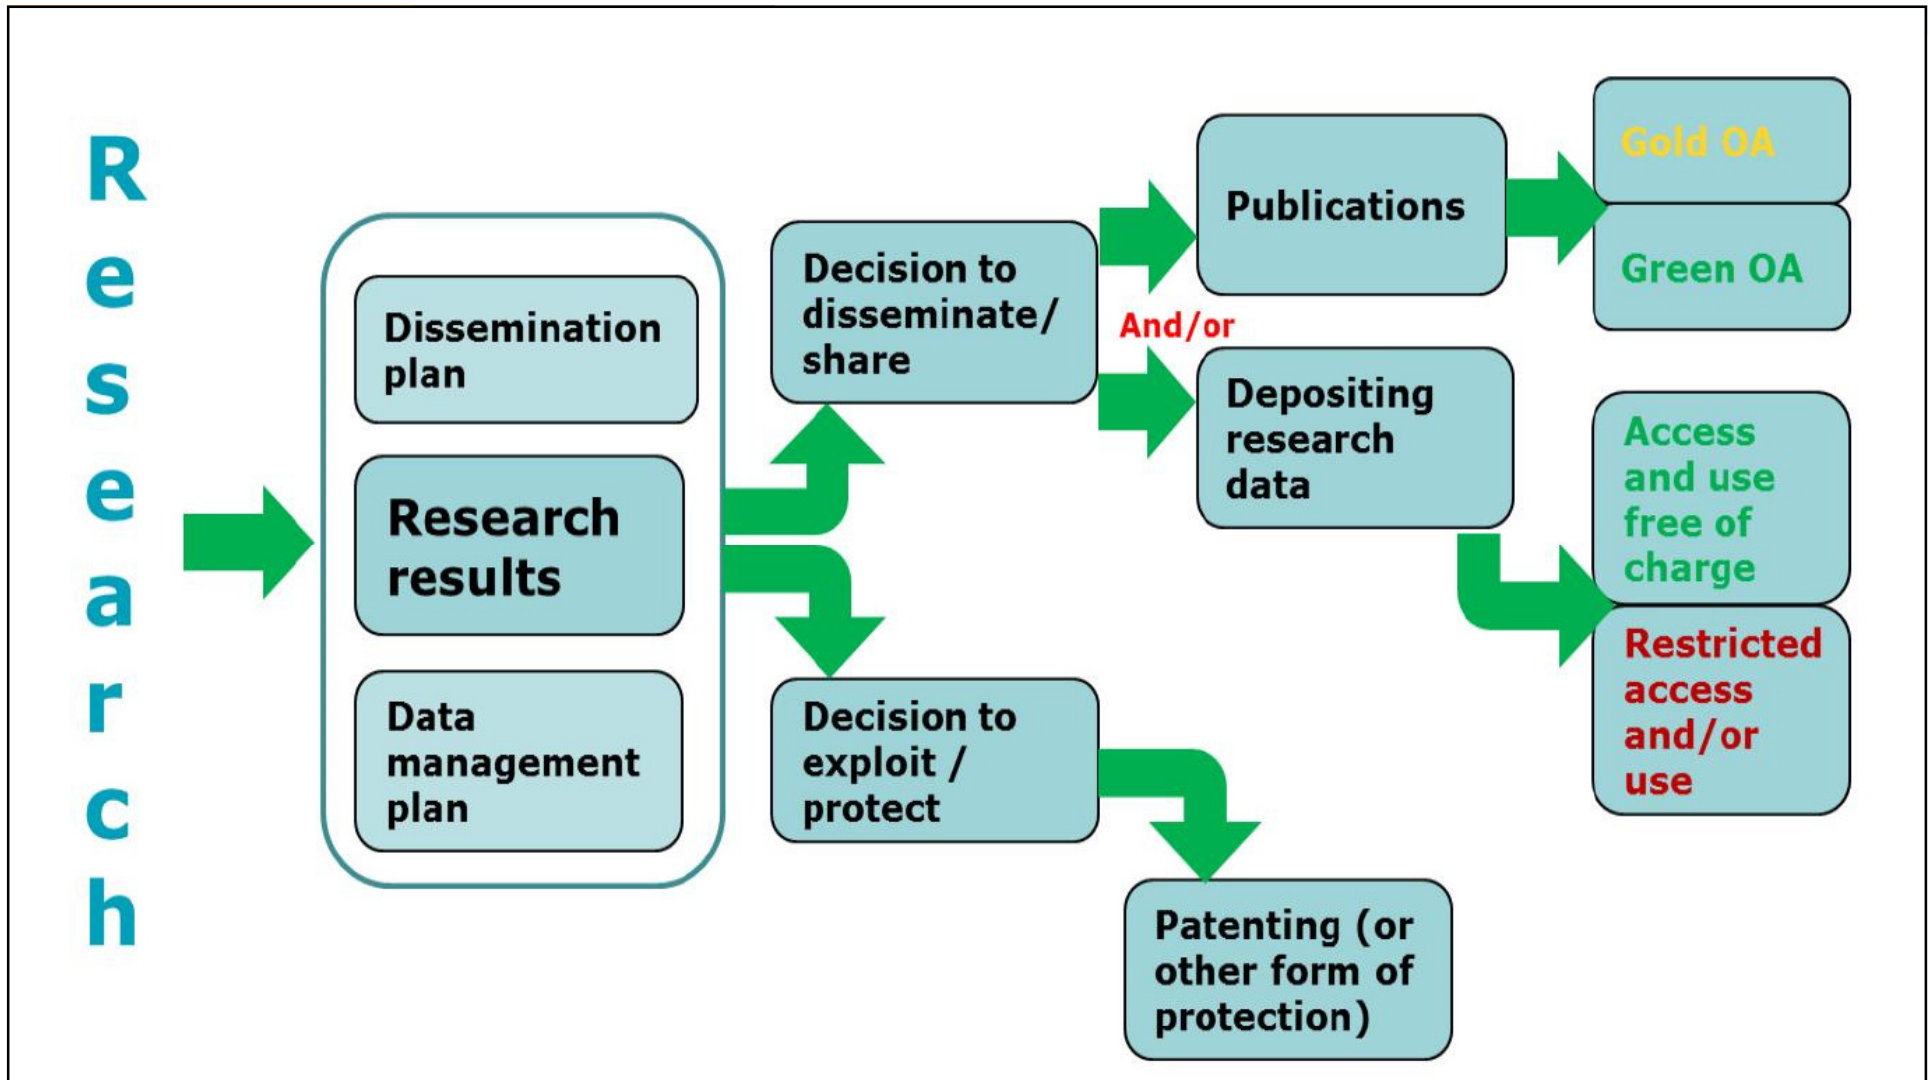 Research
Dissemination
plan
Research
results
Data
management
plan
Decision to
disseminate/
share
Decision to
exploit /
protect
And/or
Publications
Depositing
research
data
Patenting (or
other form of
protection)
Gold OA
Green OA
Access
and use
free of
charge
Restricted
access
and/or
use